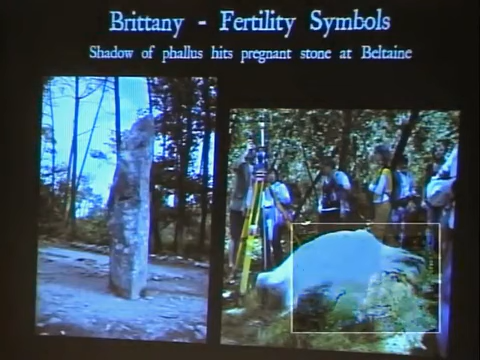 Brittany - Fertility Symbols
Shadow of phallus hits pregnant stone at Beltaine